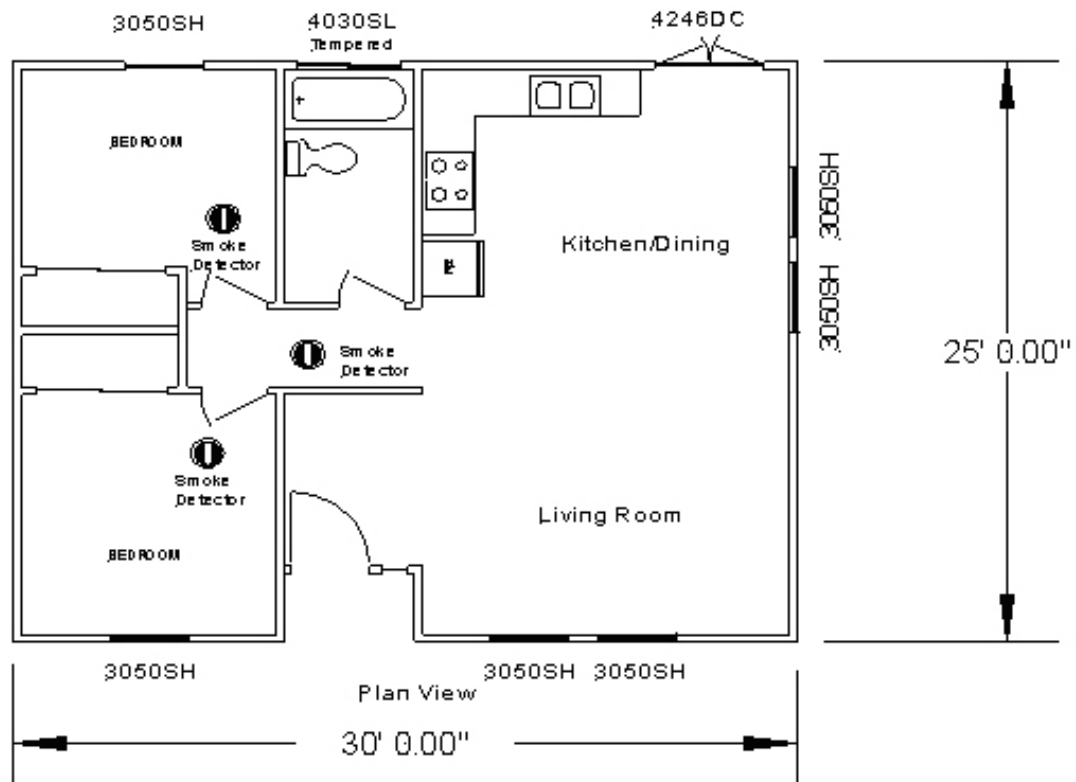 3050SH
4030SL
Tempered
4246DC
BEDROOM
3050SH
Smoke
Detector
Kitchen/Dining
R
3050SH
Smoke
Detector
25' 0.00"
Smoke
Detector
Living Room
BEDROOM
3050SH
3050SH
3050SH
Plan View
30' 0.00"